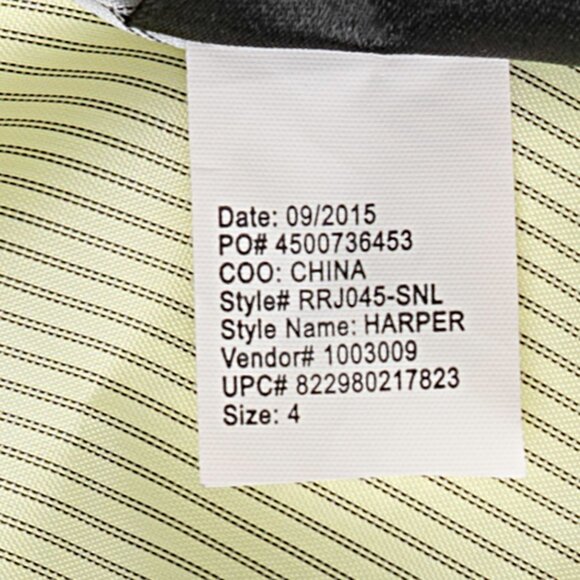 Date: 09/2015
PO# 4500736453
COO: CHINA
Style# RRJ045-SNL
Style Name: HARPER
Vendor# 1003009
UPC# 822980217823
Size: 4